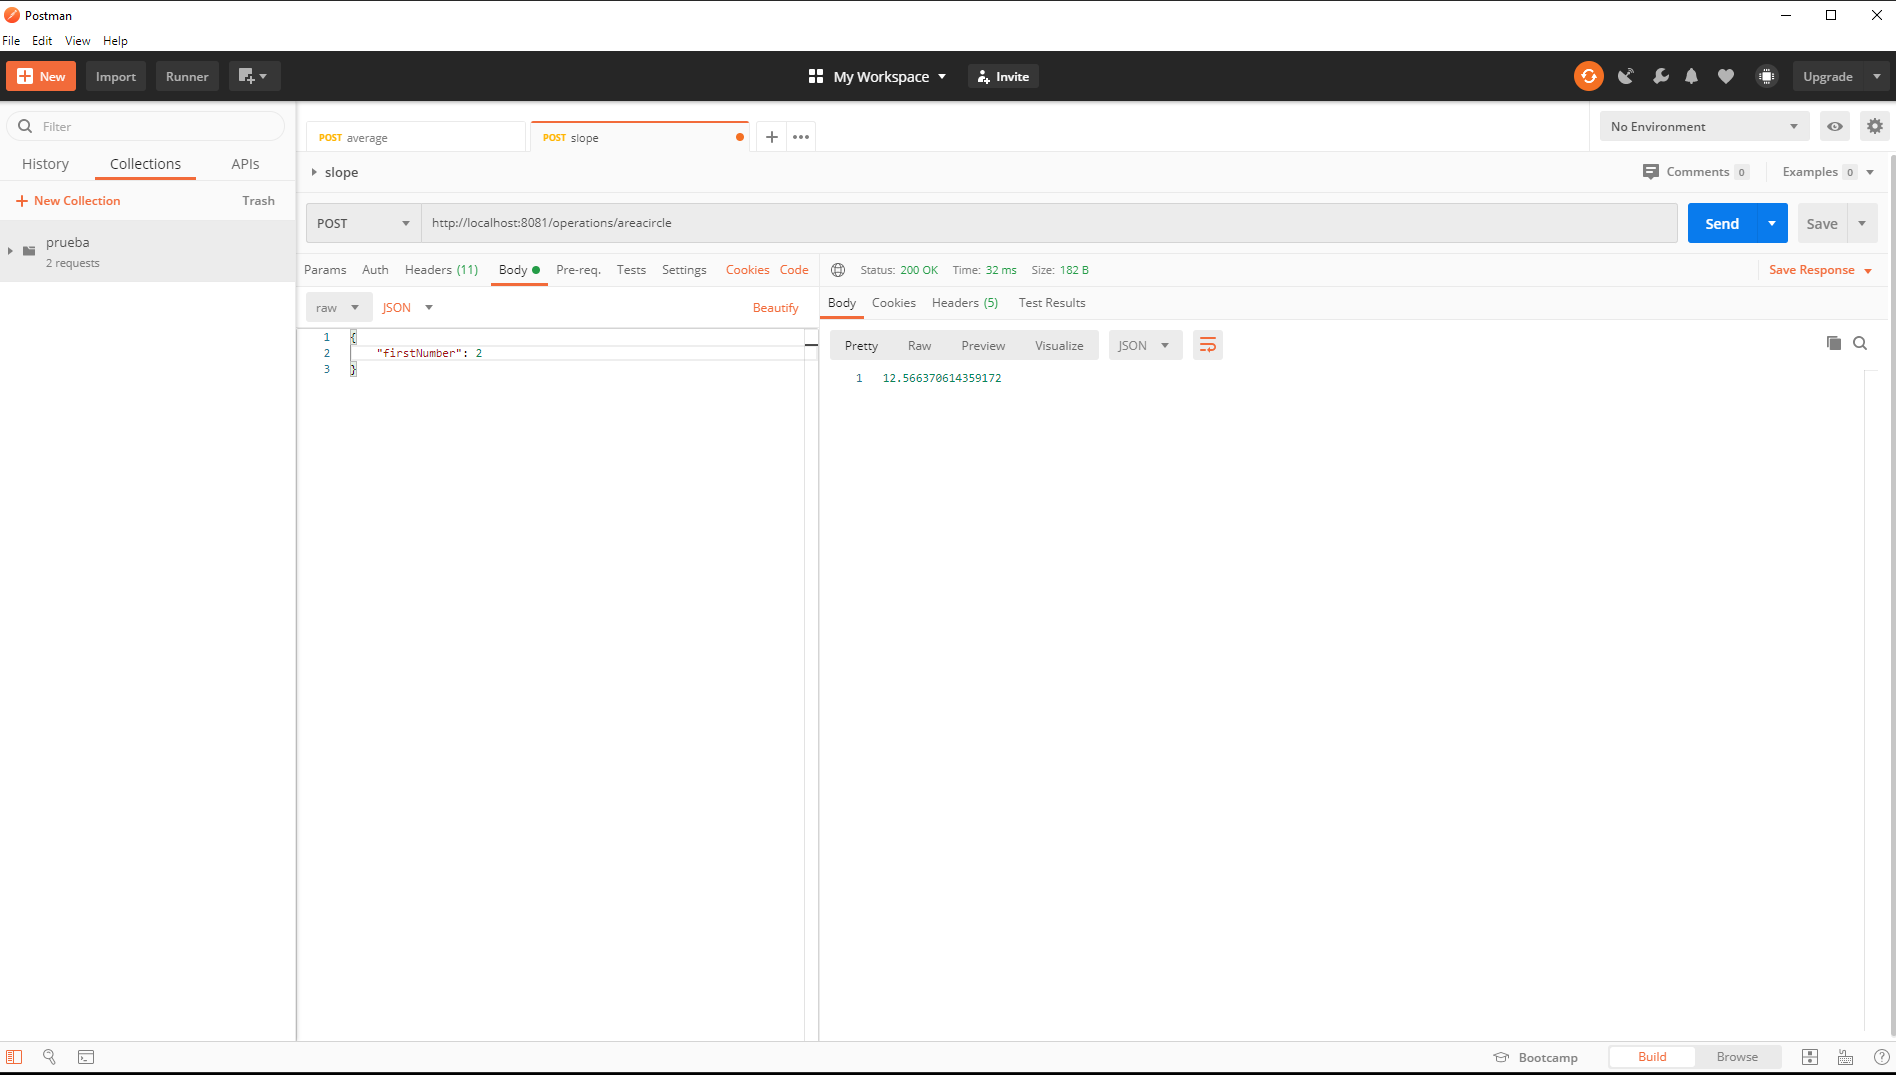 Postman
File Edit View Help
New Import Runner My Workspace Invite Upgrade
Filter
History Collections APIs
New Collection Trash
prueba
2 requests
POST average POST slope
No Environment
slope
Comments 0 Examples 0
POST http://localhost:8081/operations/areacircle Send Save
Params Auth Headers (11) Body Pre-req. Tests Settings Cookies Code
raw JSON Beautify
1 {
2 "firstNumber": 2
3 }
Status: 200 OK Time: 32 ms Size: 182 B Save Response
Body Cookies Headers (5) Test Results
Pretty Raw Preview Visualize JSON
1 12.566370614359172
Bootcamp Build Browse